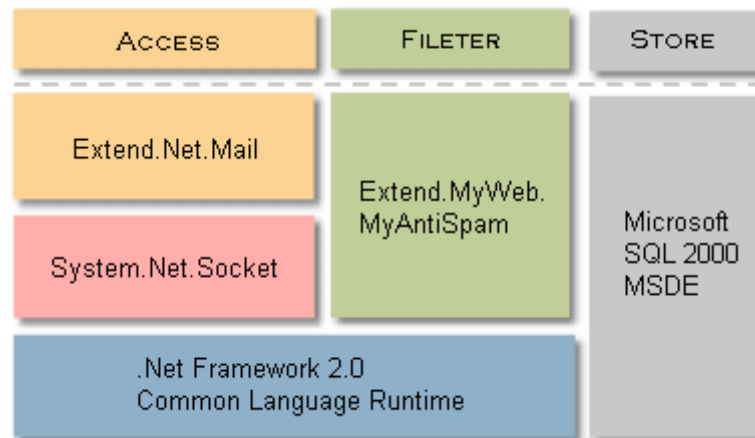 ACCESS
FILETER
STORE
Extend.Net.Mail
Extend.MyWeb.
MyAntiSpam
System.Net.Socket
Microsoft
SQL 2000
MSDE
.Net Framework 2.0
Common Language Runtime